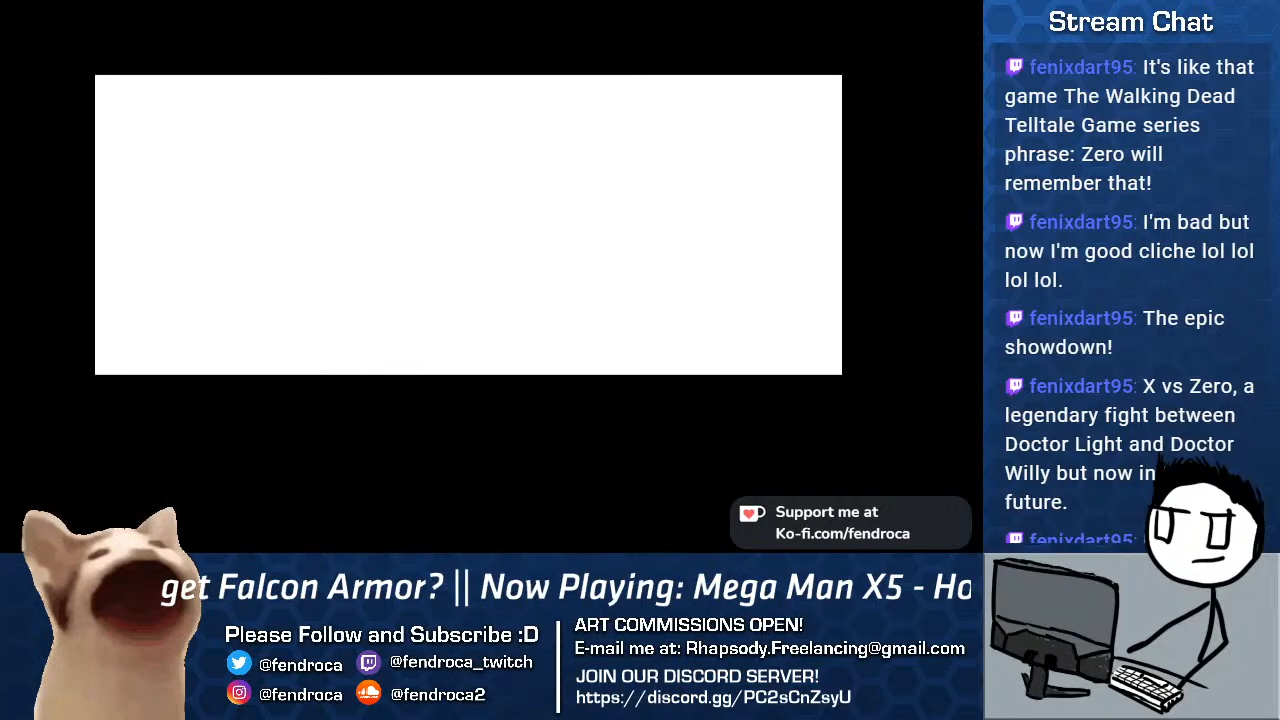 Stream Chat
fenixdart95: It's like that
game The Walking Dead
Telltale Game series
phrase: Zero will
remember that!
fenixdart95: I'm bad but
now I'm good cliche lol lol
lol lol.
fenixdart95: The epic
showdown!
fenixdart95: X vs Zero, a
legendary fight between
Doctor Light and Doctor
Willy but now in
future.
fenixdart95:
Support me at
Ko-fi.com/fendroca
get Falcon Armor? || Now Playing: Mega Man X5 - Ho
Please Follow and Subscribe :D
@fendroca
@fendroca_twitch
@fendroca
@fendroca2
ART COMMISSIONS OPEN!
E-mail me at: Rhapsody.Freelancing@gmail.com
JOIN OUR DISCORD SERVER!
https://discord.gg/PC2sCnZsyU